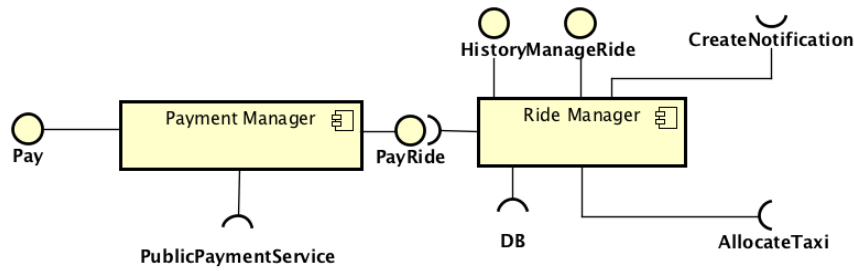 HistoryManageRide
CreateNotification
Payment Manager
Ride Manager
Pay
PayRide
PublicPaymentService
DB
AllocateTaxi